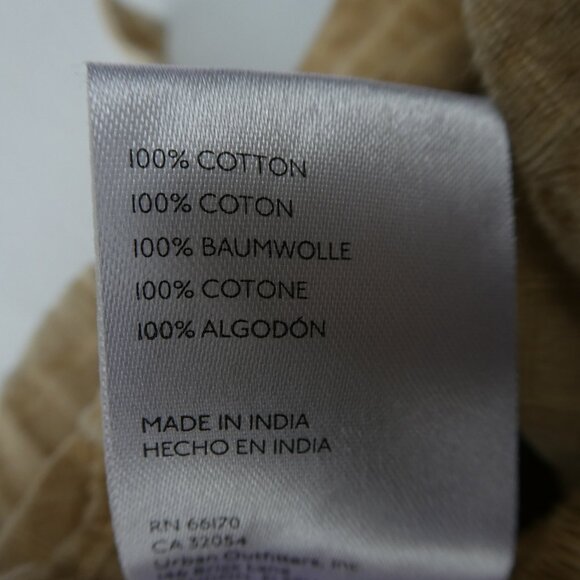 100% COTTON
100% COTON
100% BAUMWOLLE
100% COTONE
100% ALGODÓN
MADE IN INDIA
HECHO EN INDIA
RN 66170
CA 32054
Urban Outfitters, Inc